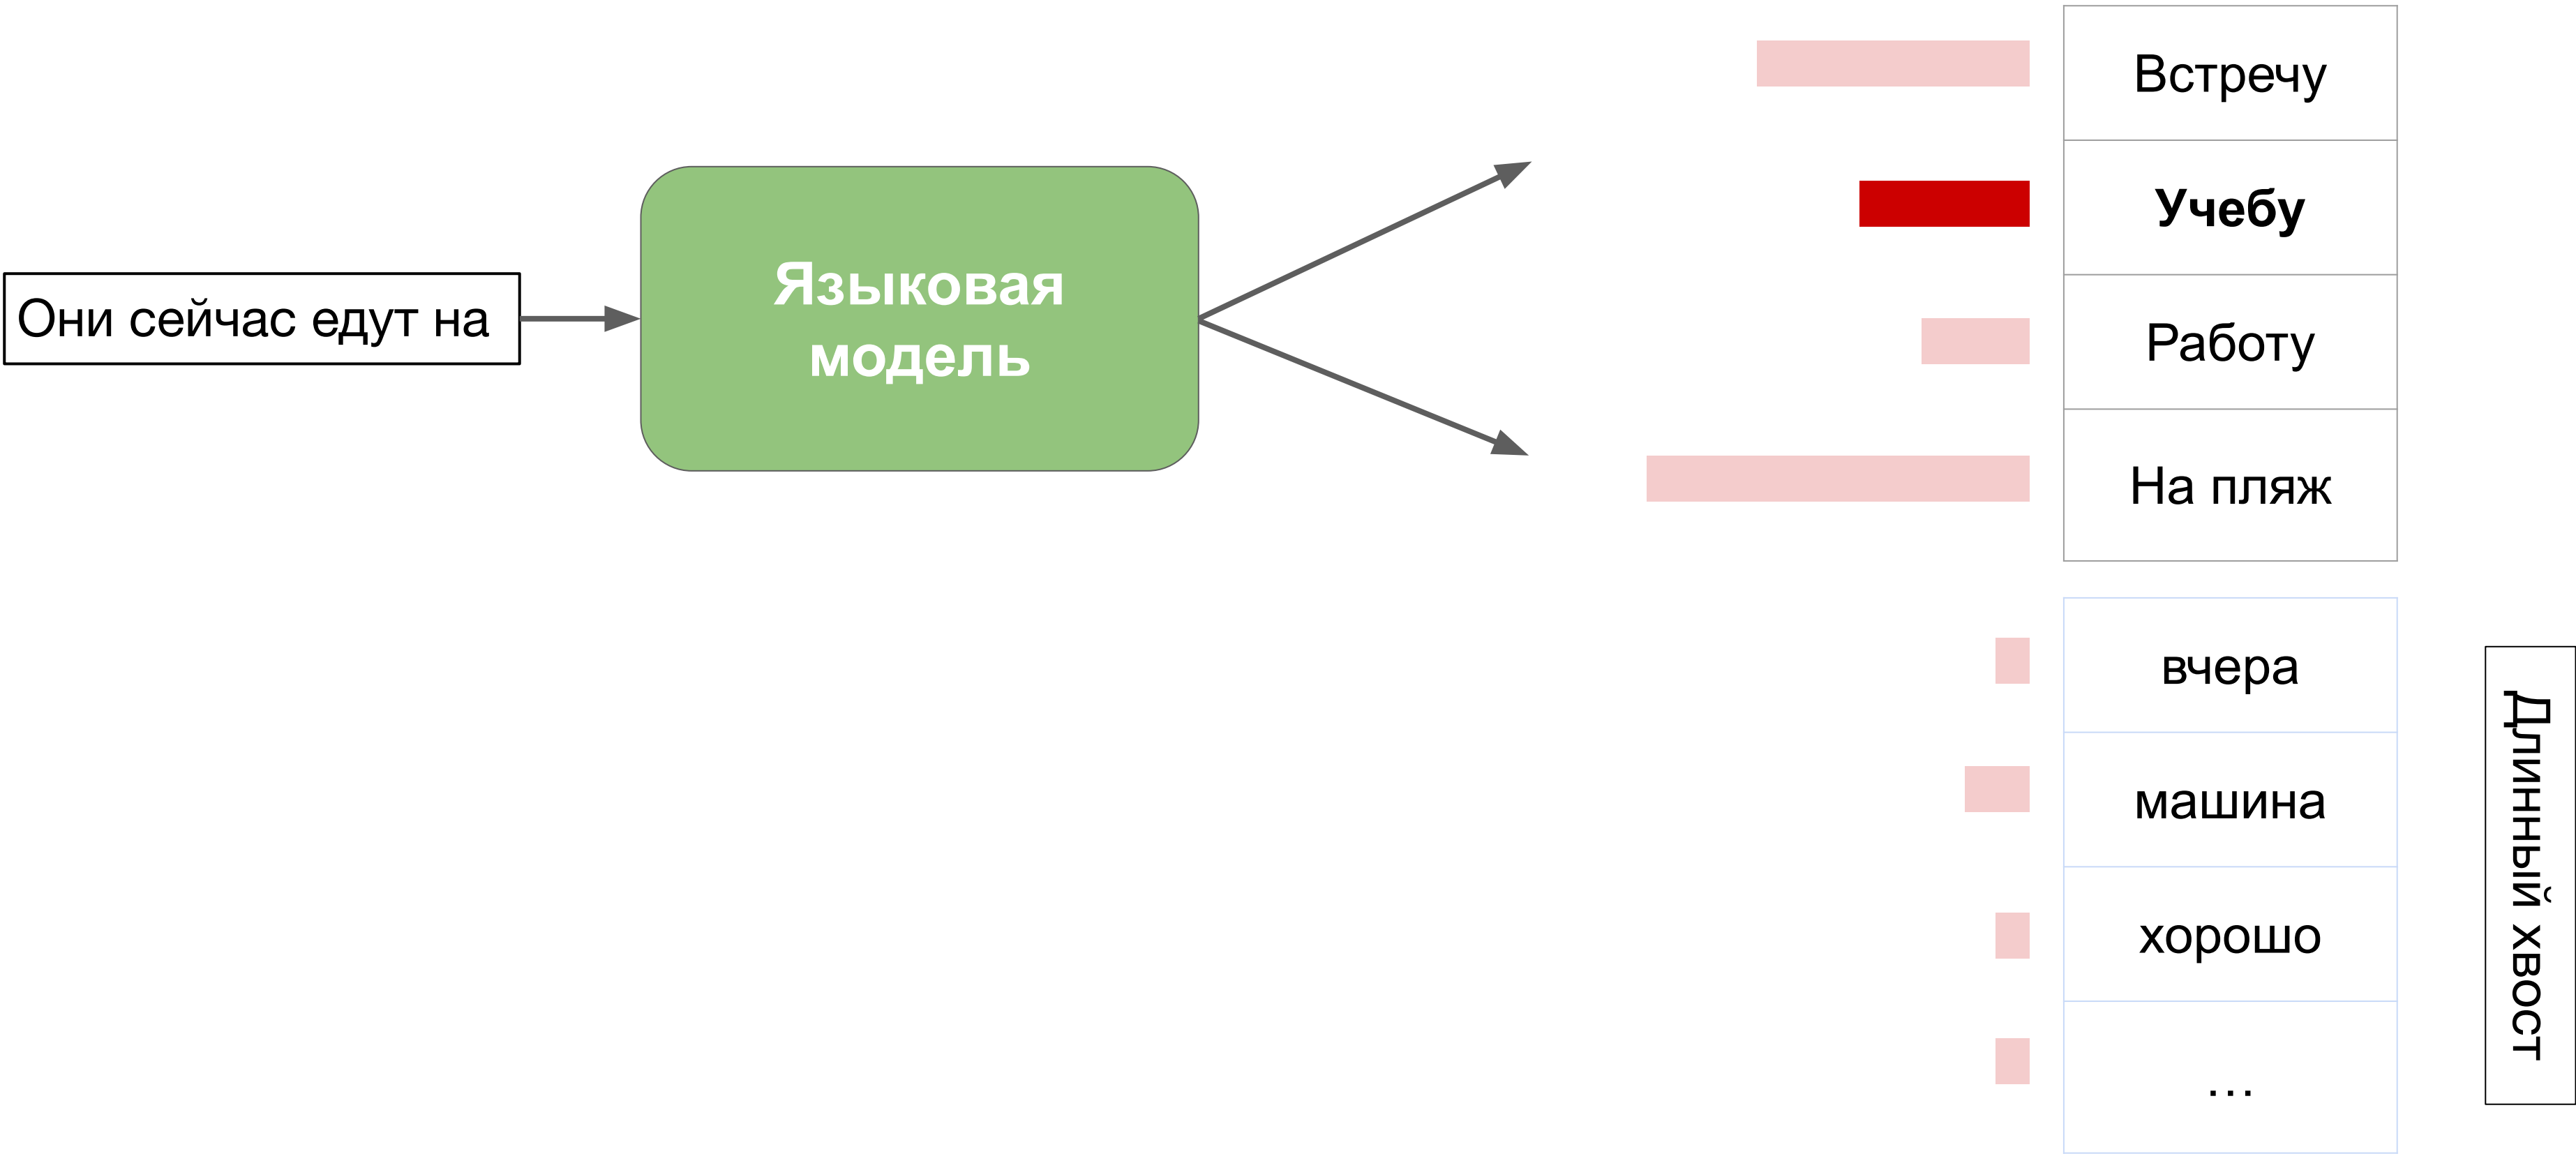 Они сейчас едут на
Языковая
модель
Встречу
Учебу
Работу
На пляж
вчера
машина
хорошо
...
Длинный хвост